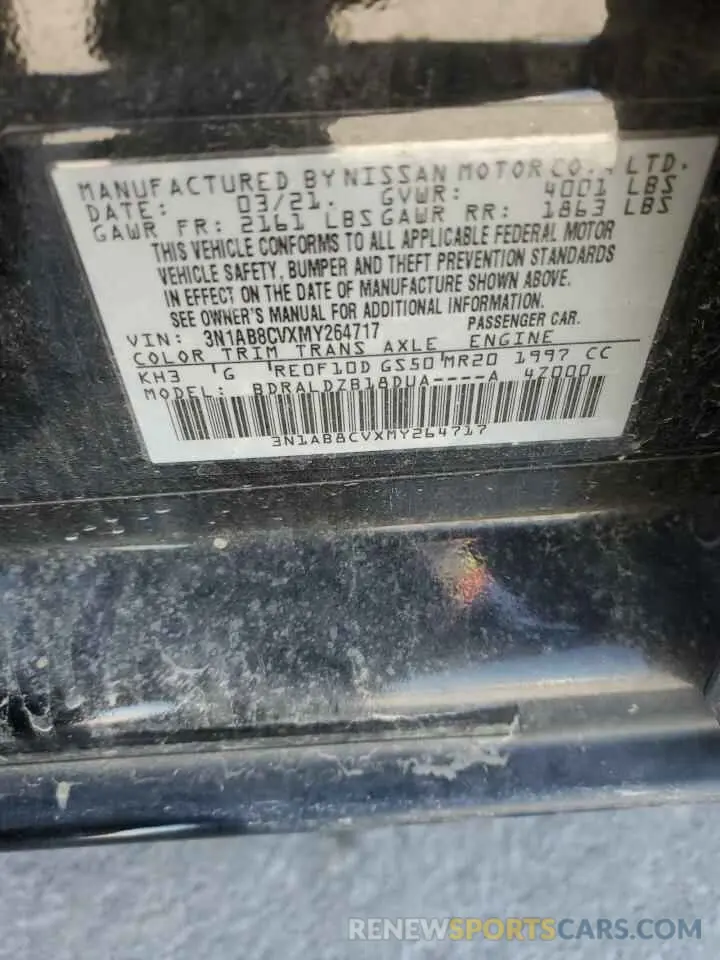 MANUFACTURED BY NISSAN MOTOR CO., LTD.
DATE: 03/21. GVWR: 4001 LBS
GAWR FR: 2161 LBS GAWR RR: 1863 LBS
THIS VEHICLE CONFORMS TO ALL APPLICABLE FEDERAL MOTOR
VEHICLE SAFETY, BUMPER AND THEFT PREVENTION STANDARDS
IN EFFECT ON THE DATE OF MANUFACTURE SHOWN ABOVE.
SEE OWNER'S MANUAL FOR ADDITIONAL INFORMATION.
VIN: 3N1AB8CVXMY264717 PASSENGER CAR.
COLOR TRIM TRANS AXLE ENGINE
KH3 G RE0F10D GS50 MR20 1997 CC
MODEL: BDRALDZB18DUA----A 4Z000
3N1AB8CVXMY264717
RENEWSPORTSCARS.COM